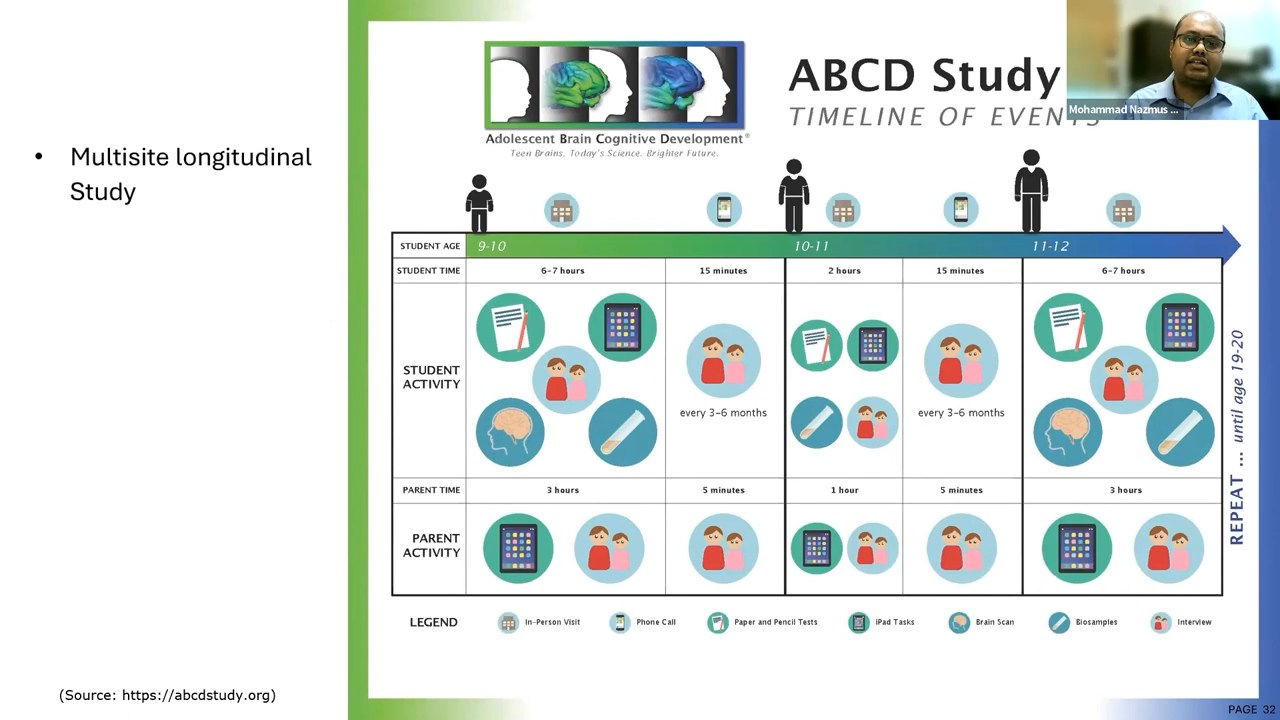 • Multisite longitudinal
Study
Adolescent Brain Cognitive Development®
Teen Brains. Today's Science. Brighter Future.
ABCD Study
TIMELINE OF EVENTS
Mohammad Nazmus ...
STUDENT AGE 9-10 10-11 11-12
STUDENT TIME 6-7 hours 15 minutes 2 hours 15 minutes 6-7 hours
STUDENT
ACTIVITY
every 3-6 months every 3-6 months
PARENT TIME 3 hours 5 minutes 1 hour 5 minutes 3 hours
PARENT
ACTIVITY
REPEAT ... until age 19-20
LEGEND In-Person Visit Phone Call Paper and Pencil Tests iPad Tasks Brain Scan Biosamples Interview
(Source: https://abcdstudy.org)
PAGE 32